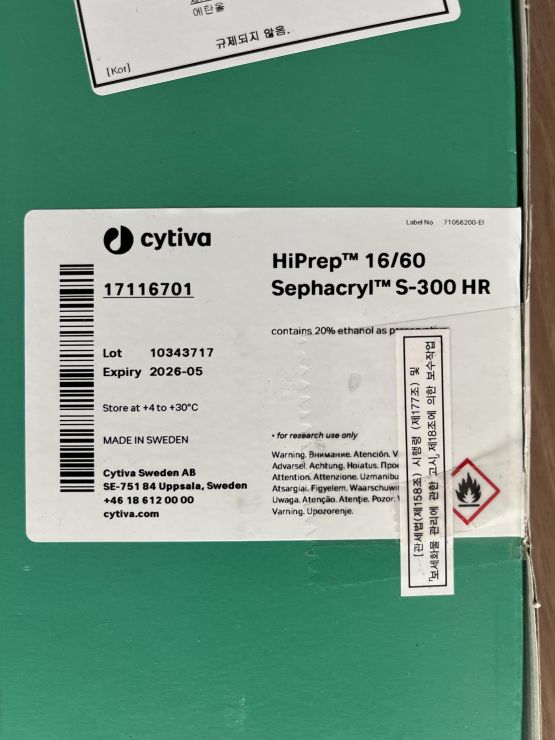 에탄올
규제되지 않음.
[Kor]
Label No 71056200-EI
cytiva
HiPrep™ 16/60
Sephacryl™ S-300 HR
17116701
contains 20% ethanol as preservative
Lot 10343717
Expiry 2026-05
Store at +4 to +30°C
MADE IN SWEDEN
• for research use only
Cytiva Sweden AB
SE-751 84 Uppsala, Sweden
+46 18 612 00 00
cytiva.com
Warning. Внимание. Atención.
Advarsel. Achtung. Hoiatus.
Attention. Attenzione.
Atsargiai. Figyelem.
Uwaga. Atenção. Atenţie. Pozor.
Varning. Upozorenje.
[관세법(제158조) 시행령 (제177조) 및
「보세화물 관리에 관한 고시」 제18조에 의한 보수작업